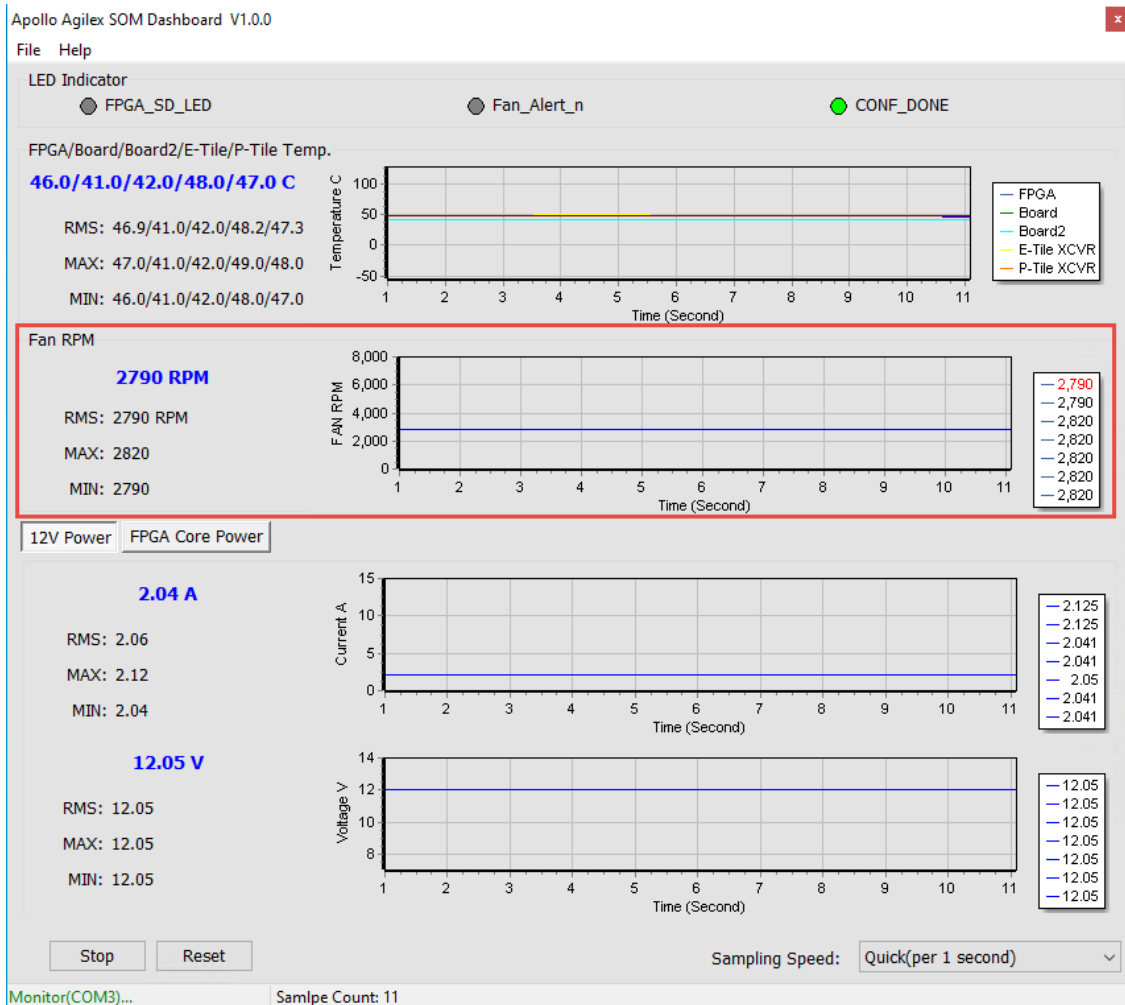 Apollo Agilex SOM Dashboard V1.0.0
x
File Help
LED Indicator
FPGA_SD_LED Fan_Alert_n CONF_DONE
FPGA/Board/Board2/E-Tile/P-Tile Temp.
46.0/41.0/42.0/48.0/47.0 C
RMS: 46.9/41.0/42.0/48.2/47.3
MAX: 47.0/41.0/42.0/49.0/48.0
MIN: 46.0/41.0/42.0/48.0/47.0
Temperature C
100
50
0
-50
1 2 3 4 5 6 7 8 9 10 11
Time (Second)
FPGA
Board
Board2
E-Tile XCVR
P-Tile XCVR
Fan RPM
2790 RPM
RMS: 2790 RPM
MAX: 2820
MIN: 2790
FAN RPM
8,000
6,000
4,000
2,000
0
1 2 3 4 5 6 7 8 9 10 11
Time (Second)
2,790
2,790
2,820
2,820
2,820
2,820
2,820
12V Power FPGA Core Power
2.04 A
RMS: 2.06
MAX: 2.12
MIN: 2.04
Current A
15
10
5
0
1 2 3 4 5 6 7 8 9 10 11
Time (Second)
2.125
2.125
2.041
2.041
2.05
2.041
2.041
12.05 V
RMS: 12.05
MAX: 12.05
MIN: 12.05
Voltage V
14
12
10
8
1 2 3 4 5 6 7 8 9 10 11
Time (Second)
12.05
12.05
12.05
12.05
12.05
12.05
12.05
Stop Reset Sampling Speed: Quick(per 1 second)
Monitor(COM3)... Samlpe Count: 11